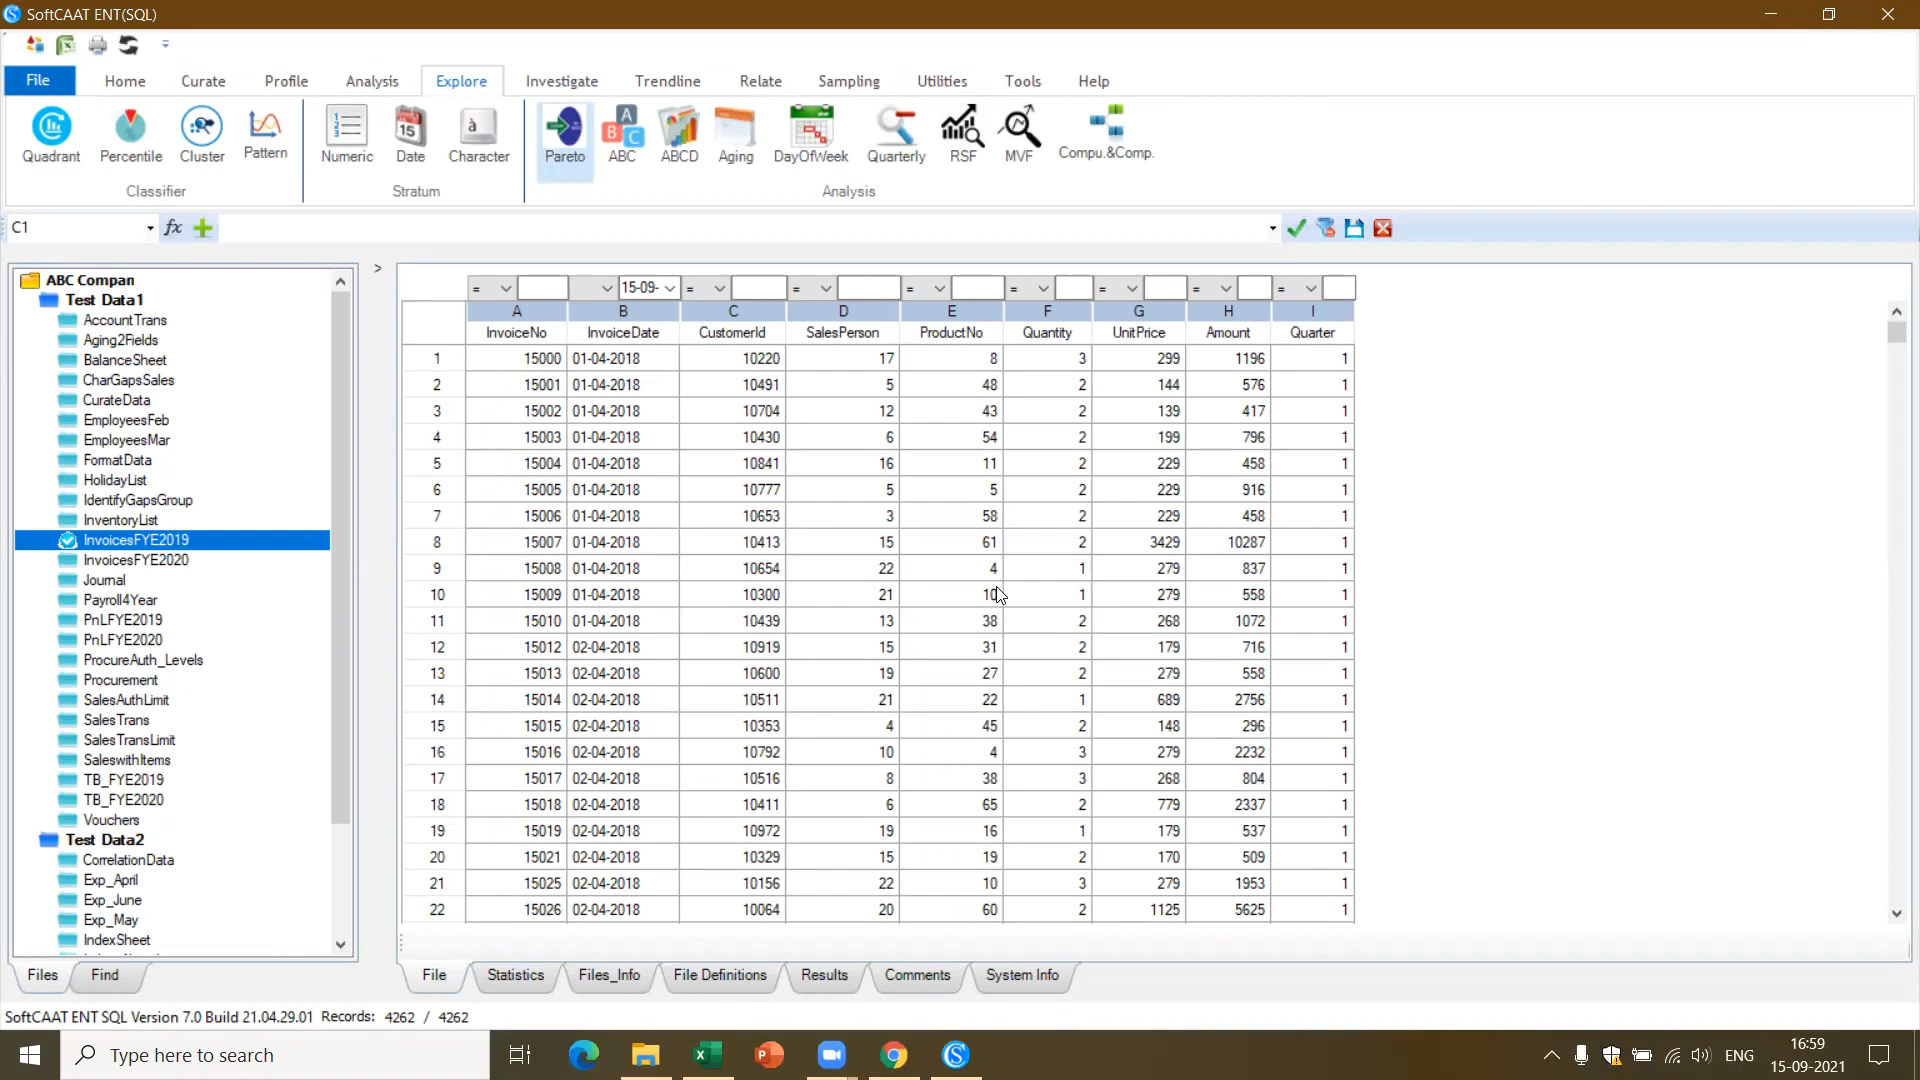 SoftCAAT ENT(SQL)
File Home Curate Profile Analysis Explore Investigate Trendline Relate Sampling Utilities Tools Help
Quadrant Percentile Cluster Pattern Numeric Date Character Pareto ABC ABCD Aging DayOfWeek Quarterly RSF MVF Compu.&Comp.
Classifier Stratum Analysis
C1 fx
ABC Compan
Test Data1
AccountTrans
Aging2Fields
BalanceSheet
CharGapsSales
CurateData
EmployeesFeb
EmployeesMar
FormatData
HolidayList
IdentifyGapsGroup
InventoryList
InvoicesFYE2019
InvoicesFYE2020
Journal
Payroll4Year
PnLFYE2019
PnLFYE2020
ProcureAuth_Levels
Procurement
SalesAuthLimit
SalesTrans
SalesTransLimit
SaleswithItems
TB_FYE2019
TB_FYE2020
Vouchers
Test Data2
CorrelationData
Exp_April
Exp_June
Exp_May
IndexSheet
Files Find
= 15-09- = = = = = = =
A B C D E F G H I
InvoiceNo InvoiceDate CustomerId SalesPerson ProductNo Quantity UnitPrice Amount Quarter
1 15000 01-04-2018 10220 17 8 3 299 1196 1
2 15001 01-04-2018 10491 5 48 2 144 576 1
3 15002 01-04-2018 10704 12 43 2 139 417 1
4 15003 01-04-2018 10430 6 54 2 199 796 1
5 15004 01-04-2018 10841 16 11 2 229 458 1
6 15005 01-04-2018 10777 5 5 2 229 916 1
7 15006 01-04-2018 10653 3 58 2 229 458 1
8 15007 01-04-2018 10413 15 61 2 3429 10287 1
9 15008 01-04-2018 10654 22 4 1 279 837 1
10 15009 01-04-2018 10300 21 10 1 279 558 1
11 15010 01-04-2018 10439 13 38 2 268 1072 1
12 15012 02-04-2018 10919 15 31 2 179 716 1
13 15013 02-04-2018 10600 19 27 2 279 558 1
14 15014 02-04-2018 10511 21 22 1 689 2756 1
15 15015 02-04-2018 10353 4 45 2 148 296 1
16 15016 02-04-2018 10792 10 4 3 279 2232 1
17 15017 02-04-2018 10516 8 38 3 268 804 1
18 15018 02-04-2018 10411 6 65 2 779 2337 1
19 15019 02-04-2018 10972 19 16 1 179 537 1
20 15021 02-04-2018 10329 15 19 2 170 509 1
21 15025 02-04-2018 10156 22 10 3 279 1953 1
22 15026 02-04-2018 10064 20 60 2 1125 5625 1
File Statistics Files_Info File Definitions Results Comments System Info
SoftCAAT ENT SQL Version 7.0 Build 21.04.29.01 Records: 4262 / 4262
Type here to search
ENG
16:59
15-09-2021